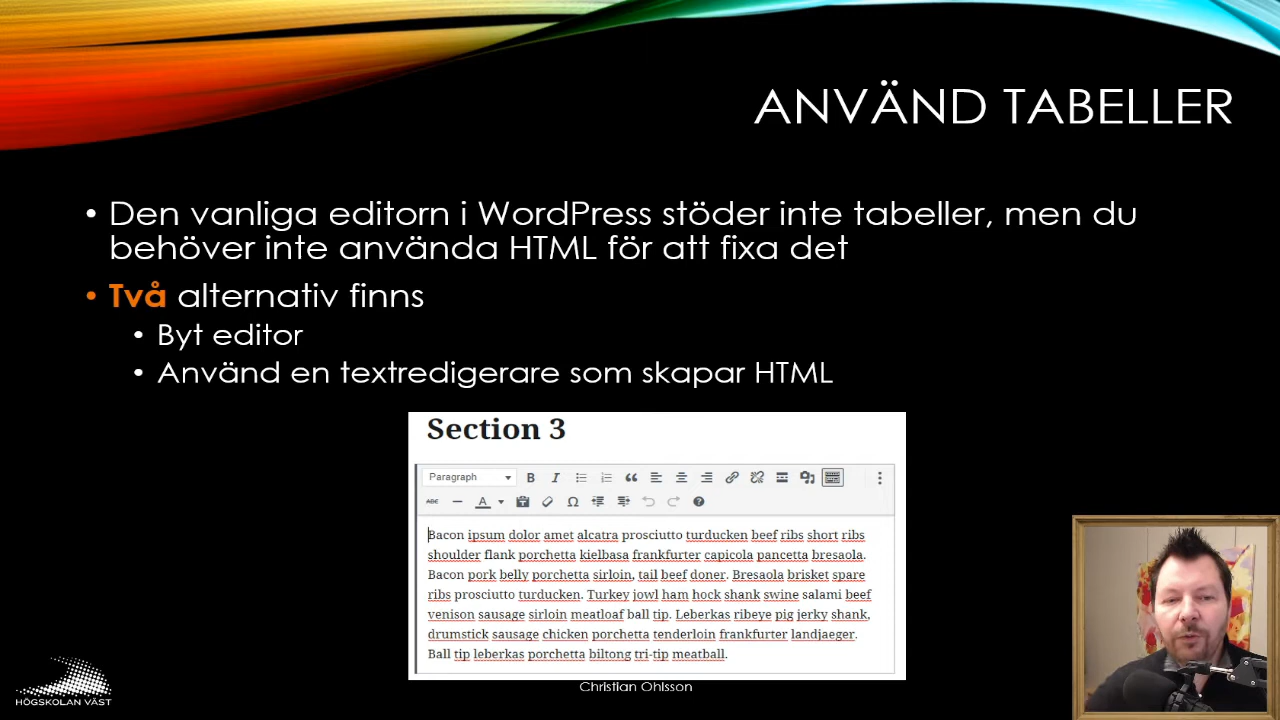 ANVÄND TABELLER
• Den vanliga editorn i WordPress stöder inte tabeller, men du
behöver inte använda HTML för att fixa det
• Två alternativ finns
• Byt editor
• Använd en textredigerare som skapar HTML
Section 3
Paragraph B I
ABC A
Bacon ipsum dolor amet alcatra prosciutto turducken beef ribs short ribs
shoulder flank porchetta kielbasa frankfurter capicola pancetta bresaola.
Bacon pork belly porchetta sirloin, tail beef doner. Bresaola brisket spare
ribs prosciutto turducken. Turkey jowl ham hock shank swine salami beef
venison sausage sirloin meatloaf ball tip. Leberkas ribeye pig jerky shank,
drumstick sausage chicken porchetta tenderloin frankfurter landjaeger.
Ball tip leberkas porchetta biltong tri-tip meatball.
Christian Ohlsson
HÖGSKOLAN VÄST